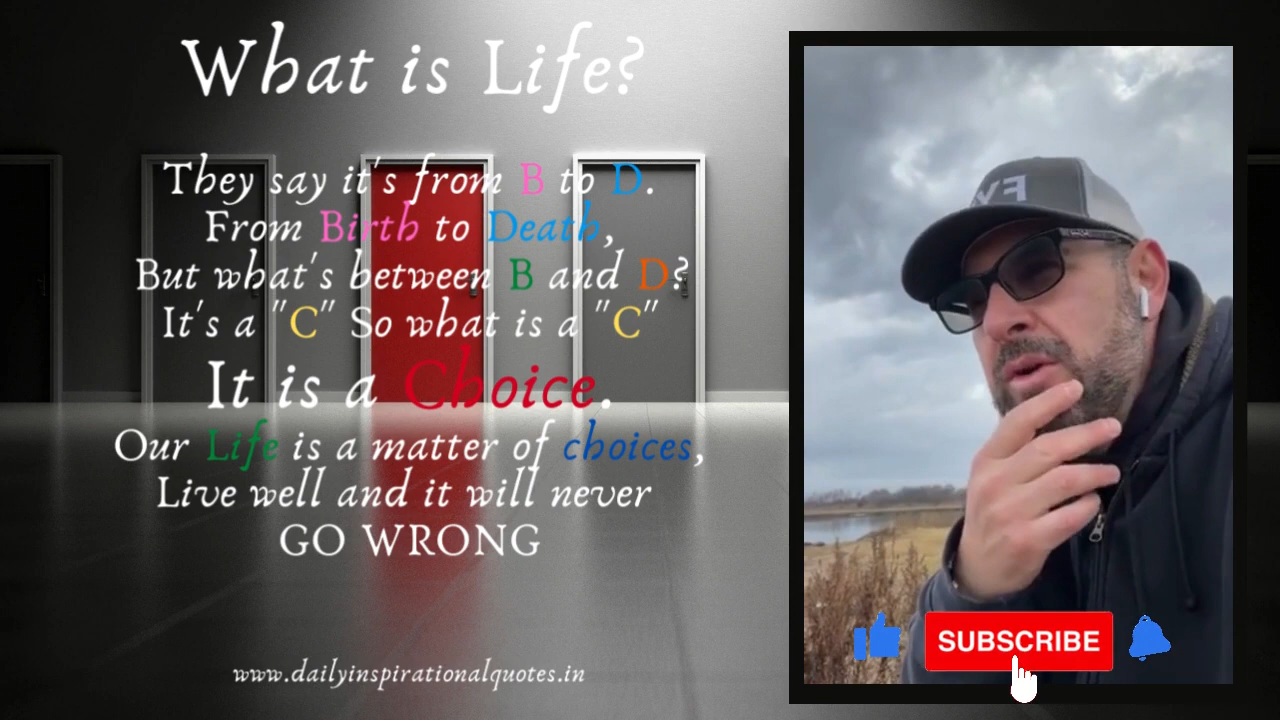 What is Life?
They say it's from B to D.
From Birth to Death,
But what's between B and D?
It's a "C" So what is a "C"
It is a Choice.
Our Life is a matter of choices,
Live well and it will never
GO WRONG
www.dailyinspirationalquotes.in
SUBSCRIBE